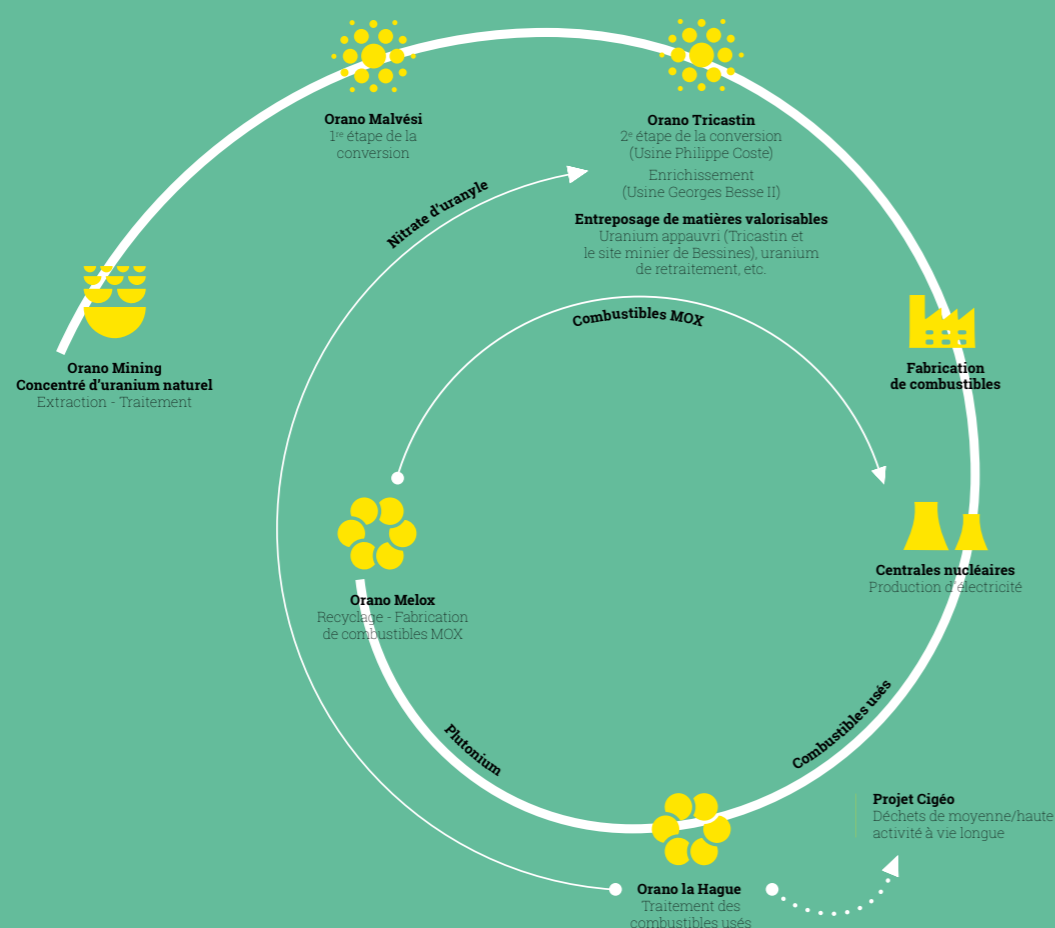 Orano Malvési
1re étape de la
conversion
Orano Tricastin
2e étape de la conversion
(Usine Philippe Coste)
Enrichissement
(Usine Georges Besse II)
Entreposage de matières valorisables
Uranium appauvri (Tricastin et
le site minier de Bessines), uranium
de retraitement, etc.
Nitrate d'uranyle
Combustibles MOX
Orano Mining
Concentré d'uranium naturel
Extraction - Traitement
Fabrication
de combustibles
Centrales nucléaires
Production d'électricité
Orano Melox
Recyclage - Fabrication
de combustibles MOX
Plutonium
Combustibles usés
Projet Cigéo
Déchets de moyenne/haute
activité à vie longue
Orano la Hague
Traitement des
combustibles usés